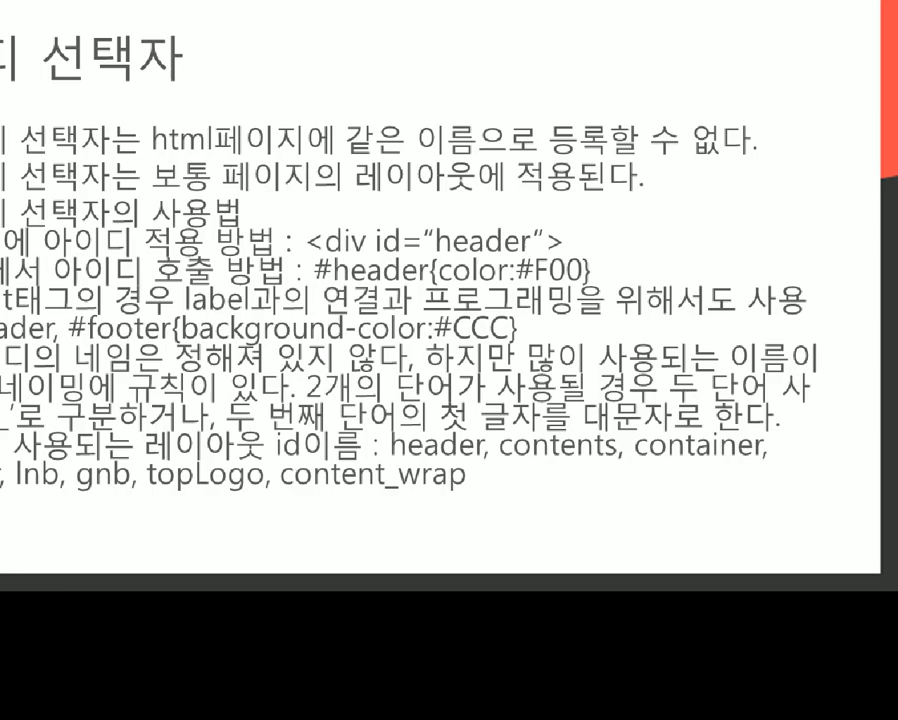 선택자
선택자는 html페이지에 같은 이름으로 등록할 수 없다.
선택자는 보통 페이지의 레이아웃에 적용된다.
선택자의 사용법
에 아이디 적용 방법 : <div id=“header“>
에서 아이디 호출 방법 : #header{color:#F00}
t태그의 경우 label과의 연결과 프로그래밍을 위해서도 사용
ader, #footer{background-color:#CCC}
디의 네임은 정해져 있지 않다, 하지만 많이 사용되는 이름이
네이밍에 규칙이 있다. 2개의 단어가 사용될 경우 두 단어 사
_’로 구분하거나, 두 번째 단어의 첫 글자를 대문자로 한다.
사용되는 레이아웃 id이름 : header, contents, container,
, lnb, gnb, topLogo, content_wrap